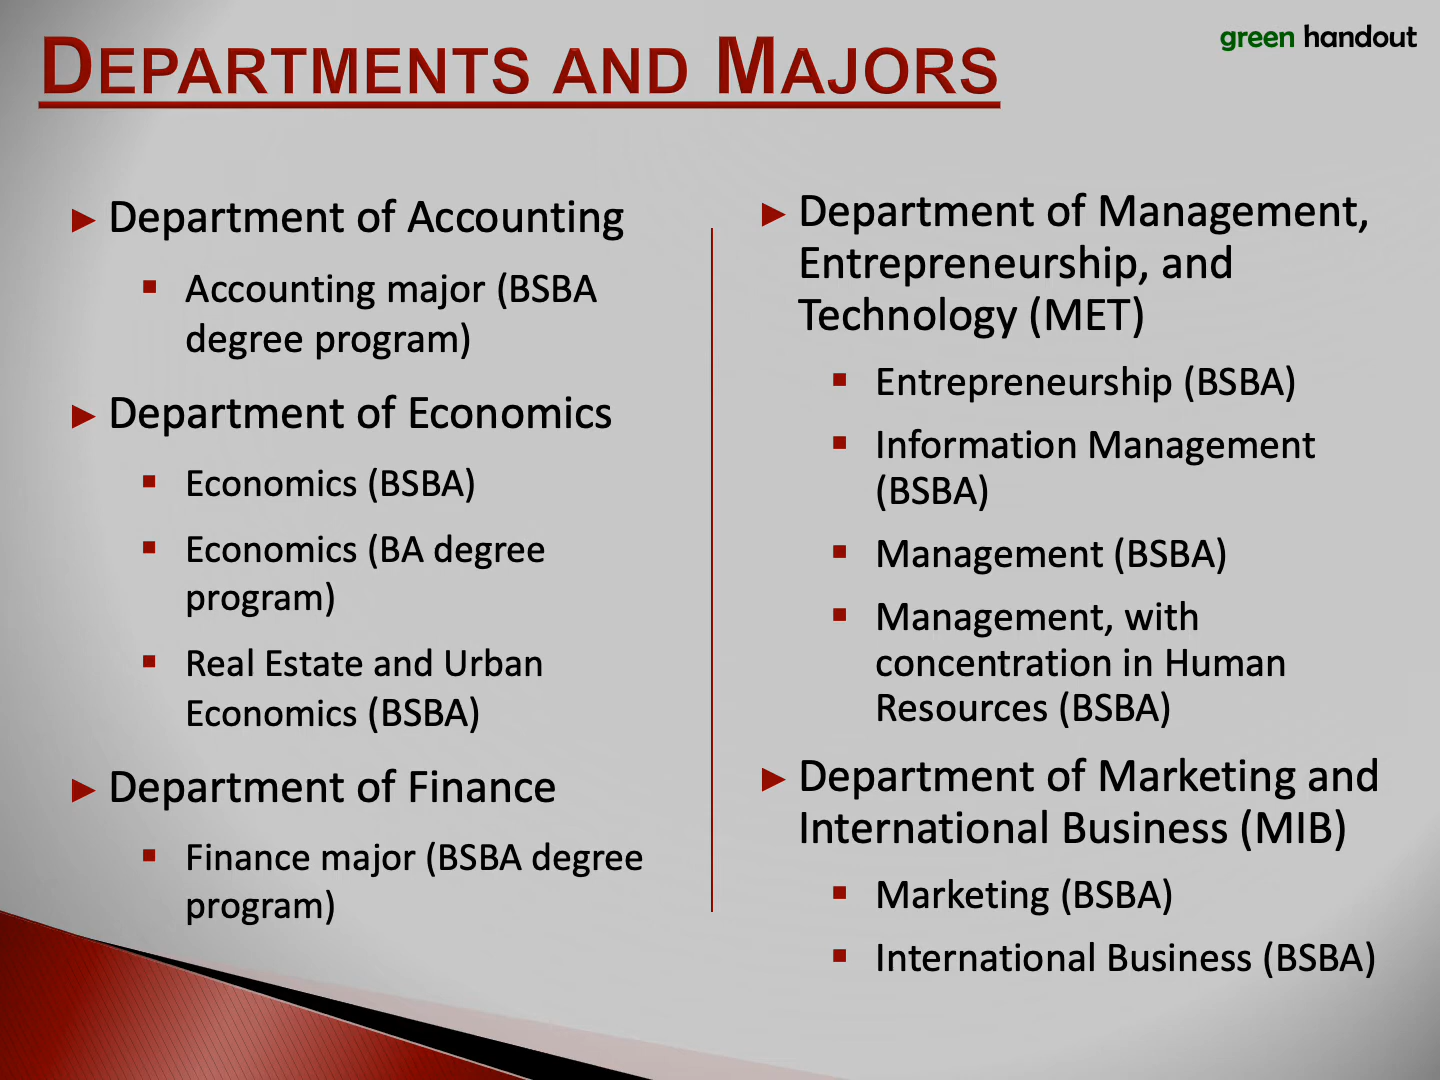 DEPARTMENTS AND MAJORS
green handout
Department of Accounting
Accounting major (BSBA
degree program)
Department of Economics
Economics (BSBA)
Economics (BA degree
program)
Real Estate and Urban
Economics (BSBA)
Department of Finance
Finance major (BSBA degree
program)
Department of Management,
Entrepreneurship, and
Technology (MET)
Entrepreneurship (BSBA)
Information Management
(BSBA)
Management (BSBA)
Management, with
concentration in Human
Resources (BSBA)
Department of Marketing and
International Business (MIB)
Marketing (BSBA)
International Business (BSBA)